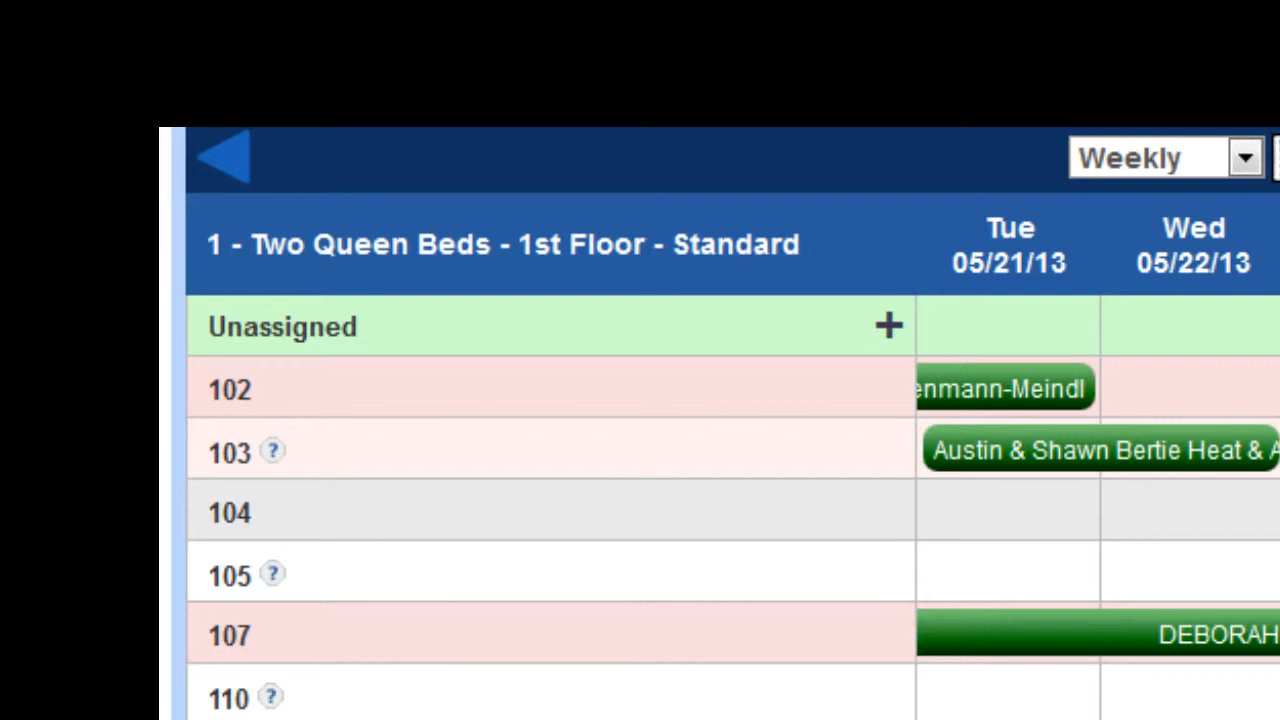 Weekly
1 - Two Queen Beds - 1st Floor - Standard
Tue
05/21/13
Wed
05/22/13
Unassigned +
102
enmann-Meindl
103 ?
Austin & Shawn Bertie Heat & A
104
105 ?
107
DEBORAH
110 ?